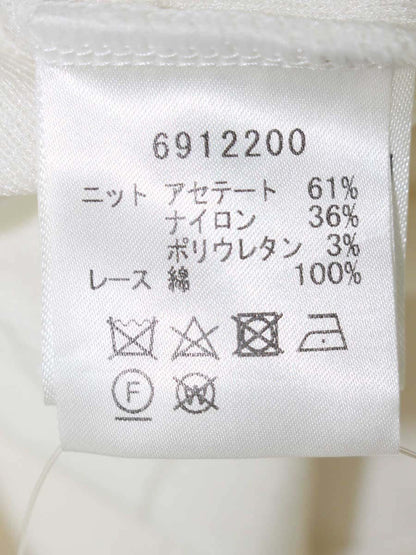 6912200
ニット アセテート 61%
ナイロン 36%
ポリウレタン 3%
レース 綿 100%
F W